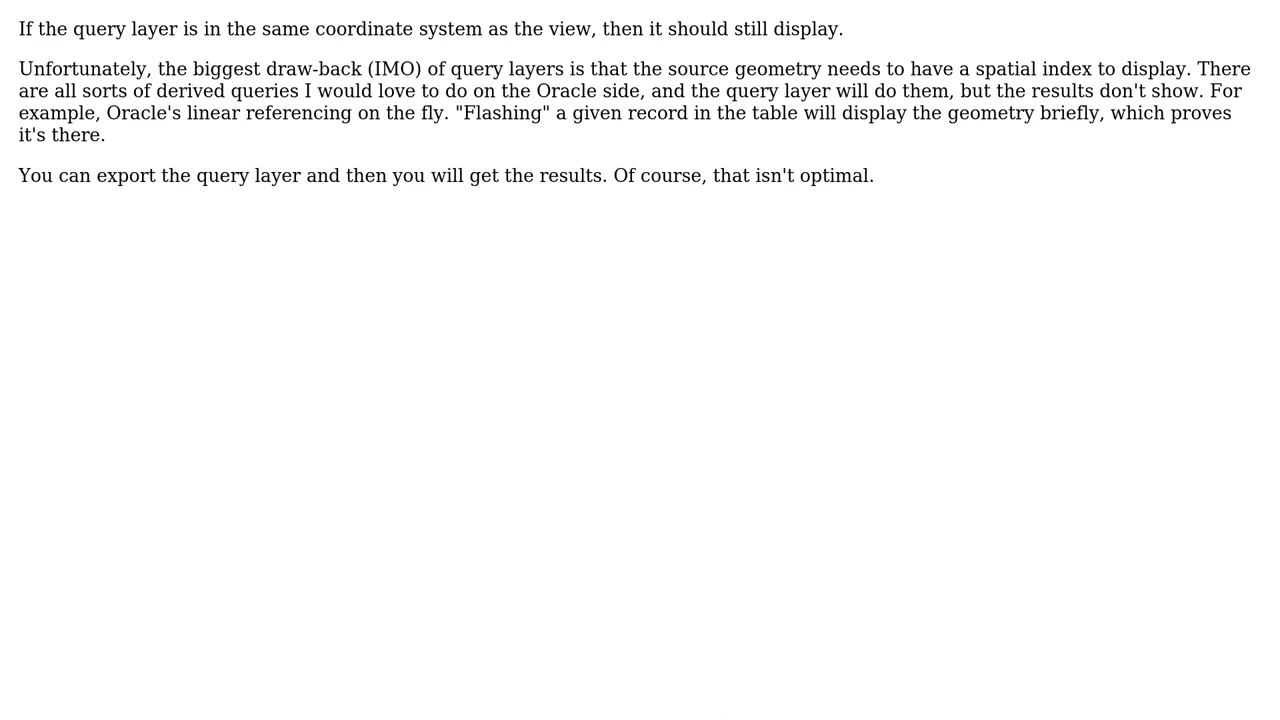 If the query layer is in the same coordinate system as the view, then it should still display.
Unfortunately, the biggest draw-back (IMO) of query layers is that the source geometry needs to have a spatial index to display. There
are all sorts of derived queries I would love to do on the Oracle side, and the query layer will do them, but the results don't show. For
example, Oracle's linear referencing on the fly. "Flashing" a given record in the table will display the geometry briefly, which proves
it's there.
You can export the query layer and then you will get the results. Of course, that isn't optimal.